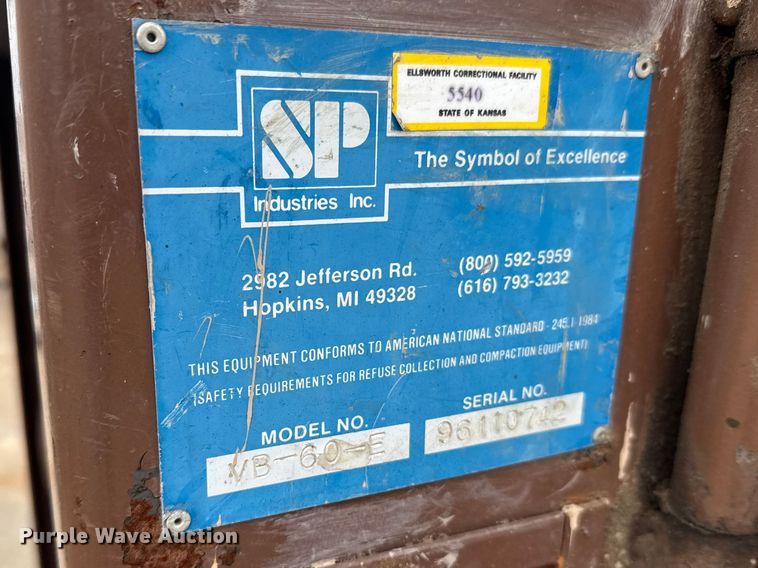 ELLSWORTH CORRECTIONAL FACILITY
5540
STATE OF KANSAS
SP
Industries Inc.
The Symbol of Excellence
2982 Jefferson Rd. (800) 592-5959
Hopkins, MI 49328 (616) 793-3232
THIS EQUIPMENT CONFORMS TO AMERICAN NATIONAL STANDARD - 245.1-1984
(SAFETY REQUIREMENTS FOR REFUSE COLLECTION AND COMPACTION EQUIPMENT)
MODEL NO. SERIAL NO.
VB-60-E 96110742
Purple Wave Auction